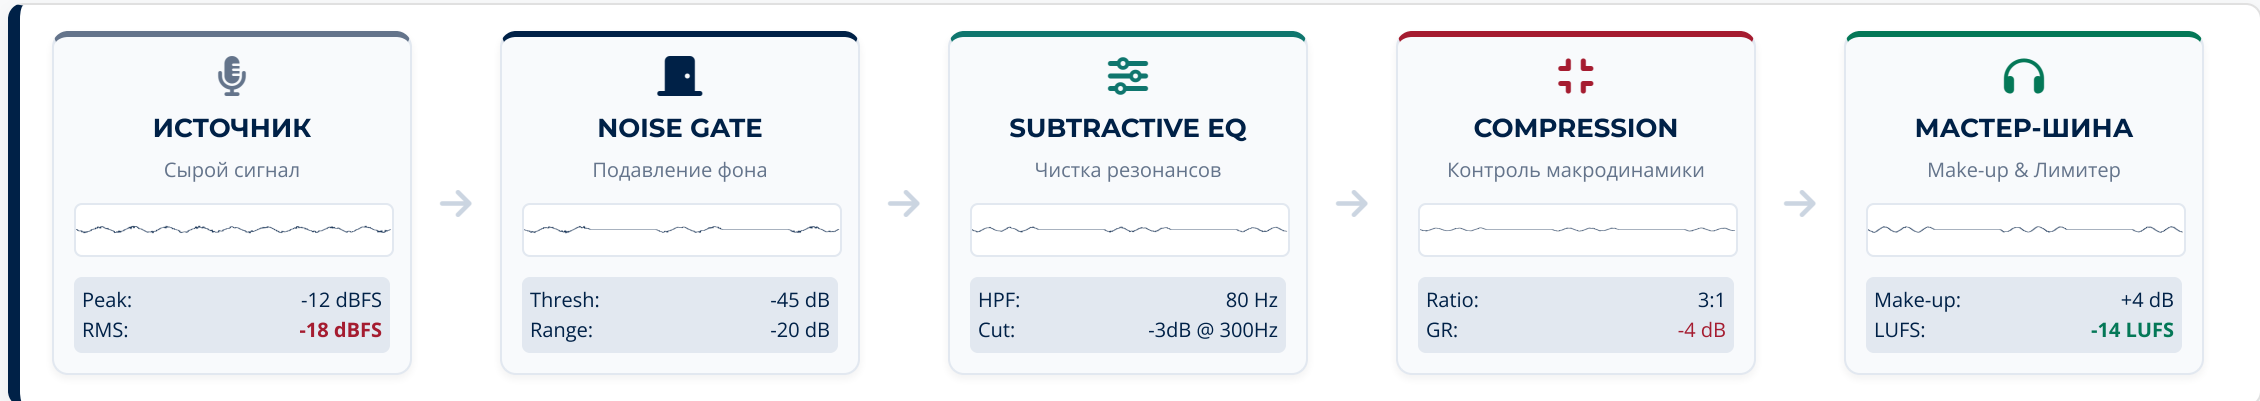 ИСТОЧНИК
Сырой сигнал
Peak: -12 dBFS
RMS: -18 dBFS
NOISE GATE
Подавление фона
Thresh: -45 dB
Range: -20 dB
SUBTRACTIVE EQ
Чистка резонансов
HPF: 80 Hz
Cut: -3dB @ 300Hz
COMPRESSION
Контроль макродинамики
Ratio: 3:1
GR: -4 dB
МАСТЕР-ШИНА
Make-up & Лимитер
Make-up: +4 dB
LUFS: -14 LUFS